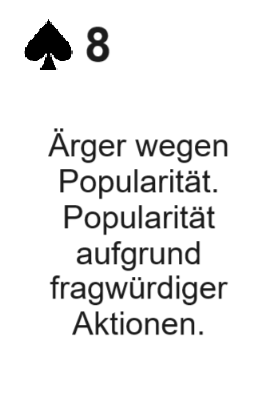 ♠ 8
Ärger wegen
Popularität.
Popularität
aufgrund
fragwürdiger
Aktionen.